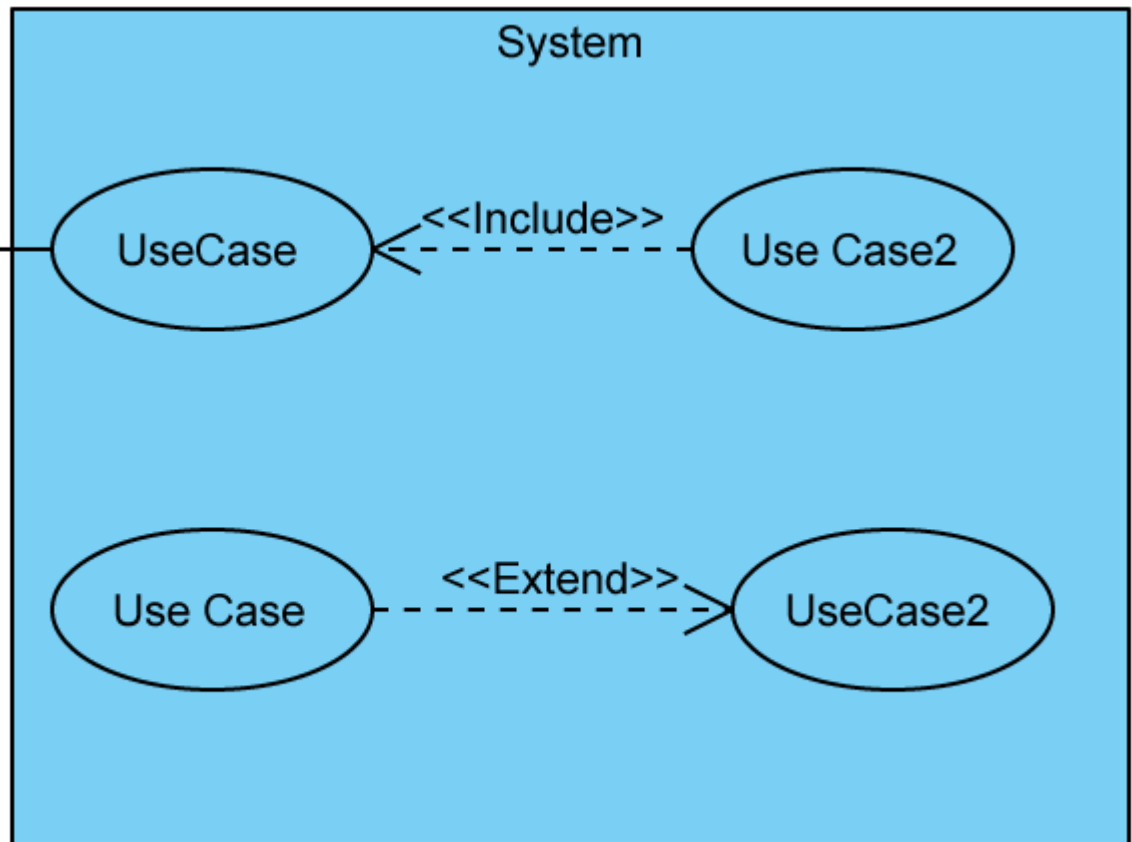 System
UseCase
<<Include>>
Use Case2
Use Case
<<Extend>>
UseCase2